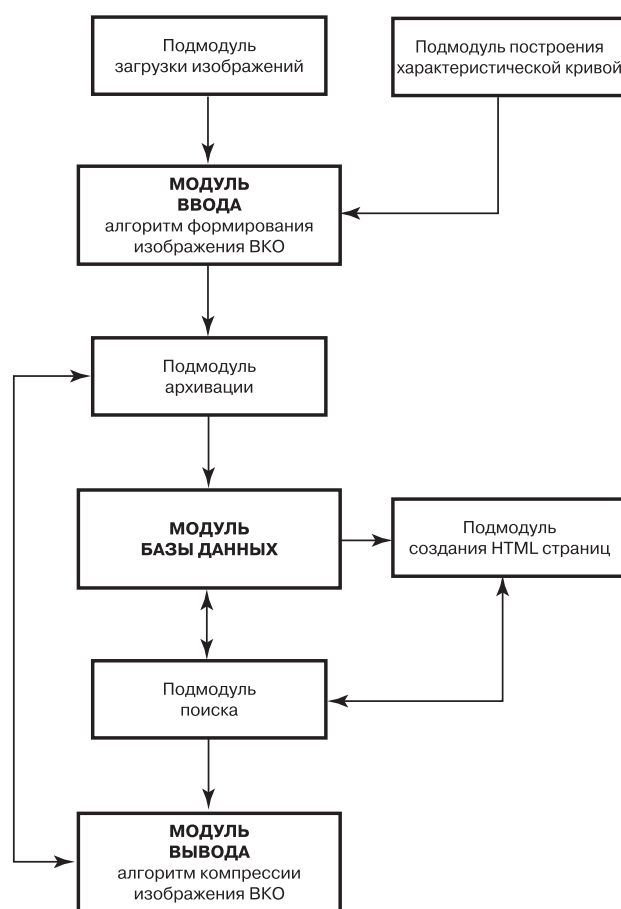 Подмодуль
загрузки изображений
Подмодуль построения
характеристической кривой
МОДУЛЬ
ВВОДА
алгоритм формирования
изображения ВКО
Подмодуль
архивации
МОДУЛЬ
БАЗЫ ДАННЫХ
Подмодуль
создания HTML страниц
Подмодуль
поиска
МОДУЛЬ
ВЫВОДА
алгоритм компрессии
изображения ВКО